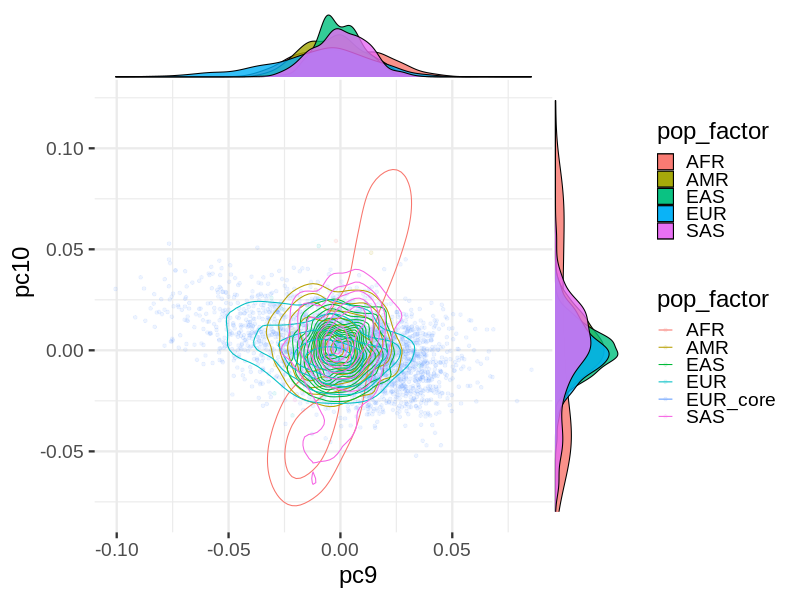 pop_factor
AFR
AMR
EAS
EUR
SAS
pop_factor
AFR
AMR
EAS
EUR
EUR_core
SAS
0.10
0.05
0.00
-0.05
pc10
-0.10
-0.05
0.00
0.05
pc9